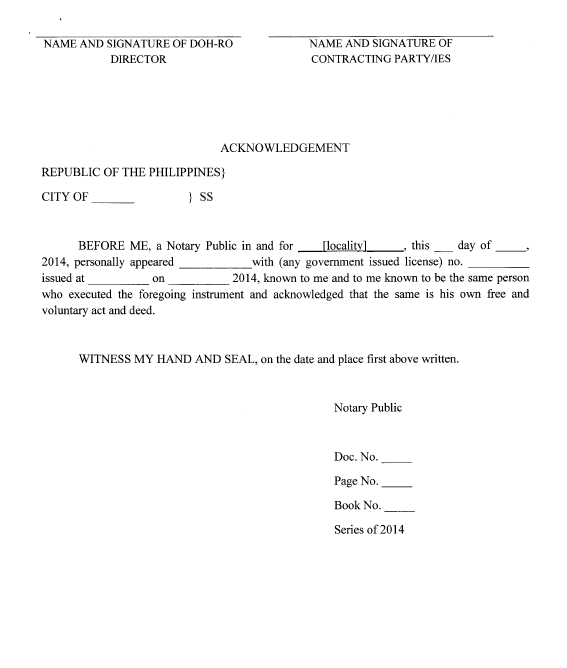 NAME AND SIGNATURE OF DOH-RO
DIRECTOR
NAME AND SIGNATURE OF
CONTRACTING PARTY/IES
ACKNOWLEDGEMENT
REPUBLIC OF THE PHILIPPINES}
CITY OF _______ } SS
BEFORE ME, a Notary Public in and for ____[locality]______, this ___ day of _____,
2014, personally appeared ____________with (any government issued license) no. __________
issued at __________ on __________ 2014, known to me and to me known to be the same person
who executed the foregoing instrument and acknowledged that the same is his own free and
voluntary act and deed.
WITNESS MY HAND AND SEAL, on the date and place first above written.
Notary Public
Doc. No. _____
Page No. _____
Book No. _____
Series of 2014